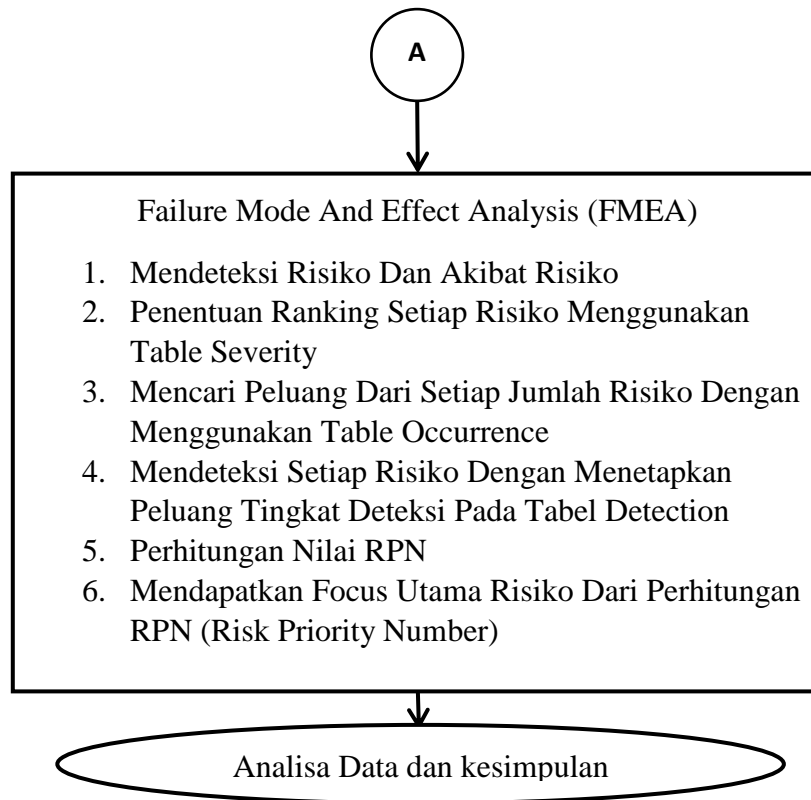 A
Failure Mode And Effect Analysis (FMEA)
1. Mendeteksi Risiko Dan Akibat Risiko
2. Penentuan Ranking Setiap Risiko Menggunakan
Table Severity
3. Mencari Peluang Dari Setiap Jumlah Risiko Dengan
Menggunakan Table Occurrence
4. Mendeteksi Setiap Risiko Dengan Menetapkan
Peluang Tingkat Deteksi Pada Tabel Detection
5. Perhitungan Nilai RPN
6. Mendapatkan Focus Utama Risiko Dari Perhitungan
RPN (Risk Priority Number)
Analisa Data dan kesimpulan